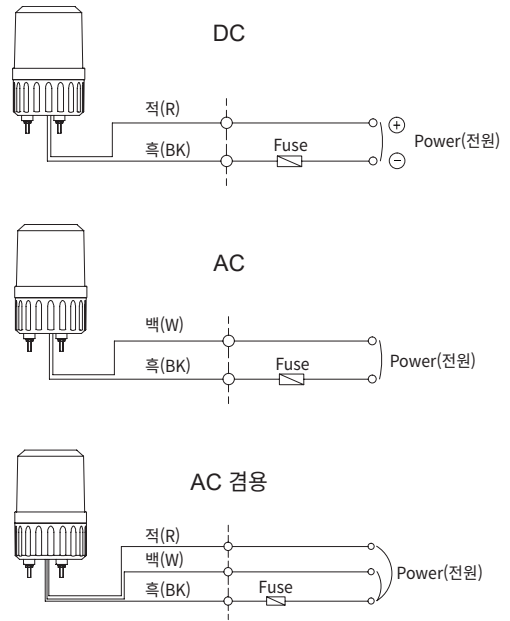 DC
적(R)
흑(BK)
Fuse
⊕
⊖
Power(전원)
AC
백(W)
흑(BK)
Fuse
Power(전원)
AC 겸용
적(R)
백(W)
흑(BK)
Fuse
Power(전원)